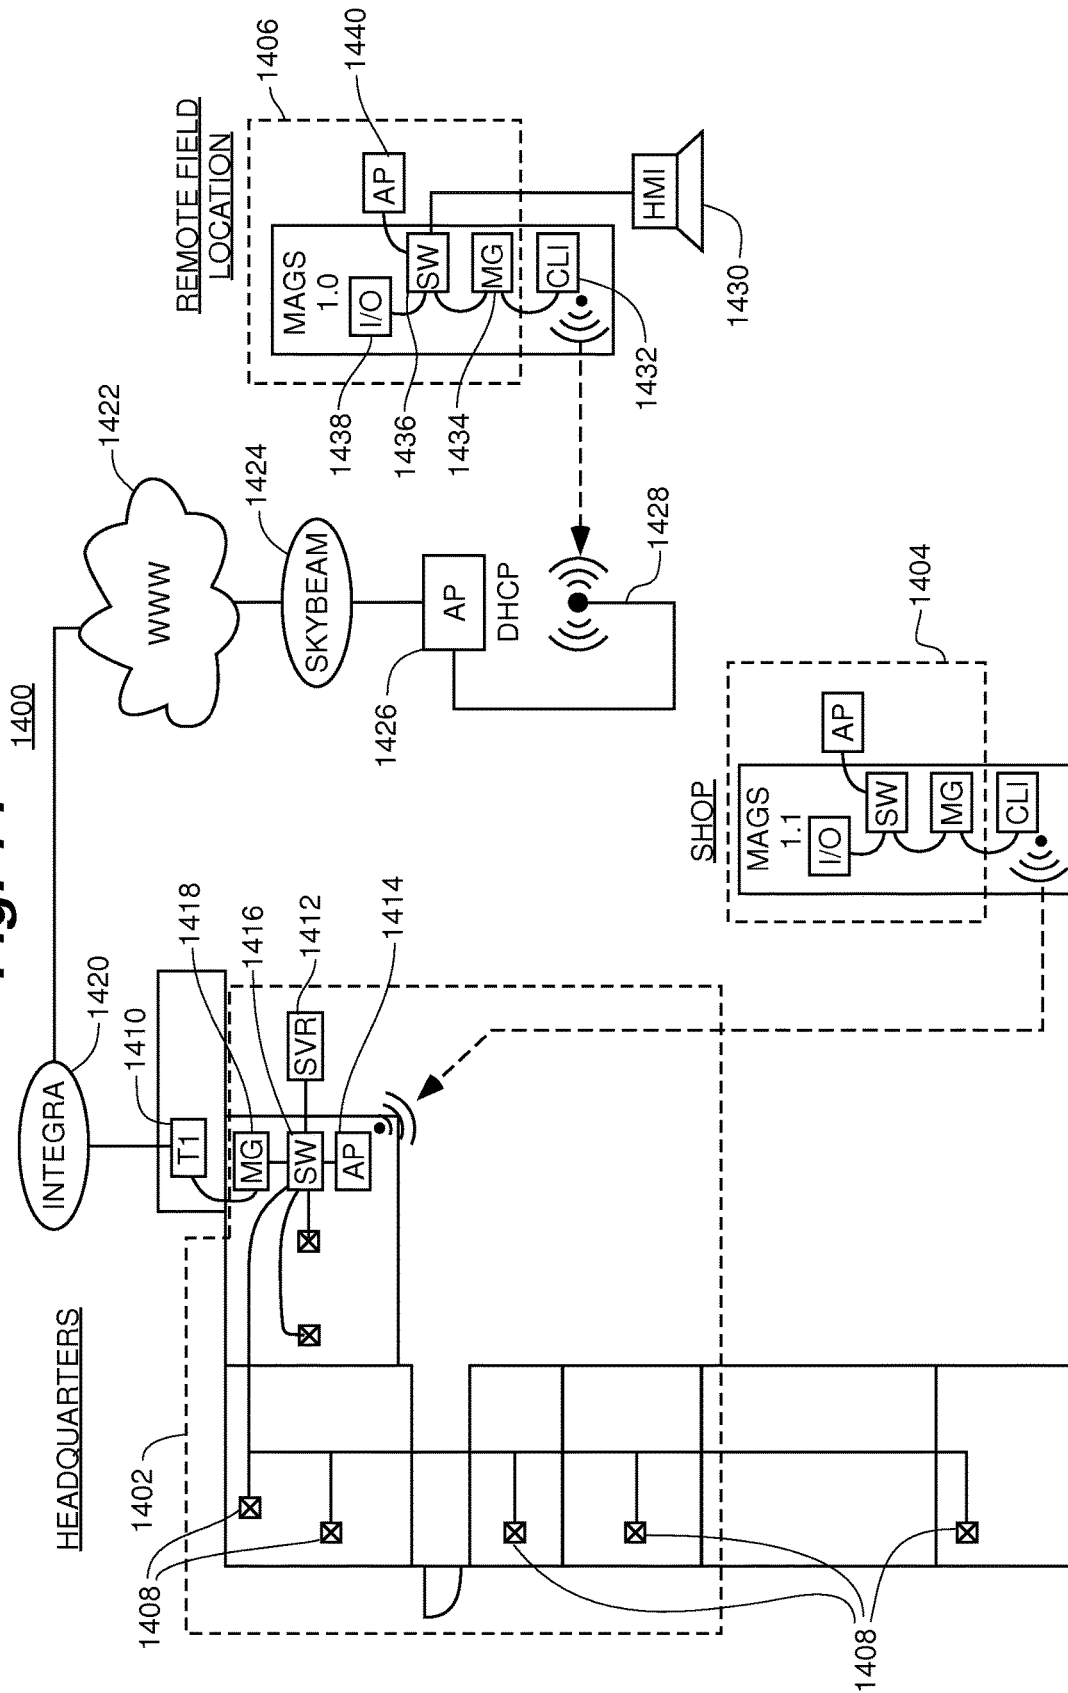 1400
HEADQUARTERS
INTEGRA
1420
1422
WWW
REMOTE FIELD
LOCATION
1406
1402
1408
1410
T1
1418
1416
1412
1414
MG
SW
AP
SVR
1424
SKYBEAM
1426
AP
DHCP
1428
1440
AP
MAGS
1.0
I/O
SW
MG
CLI
1438
1436
1434
1432
HMI
1430
SHOP
1404
MAGS
1.1
I/O
AP
SW
MG
CLI
1408